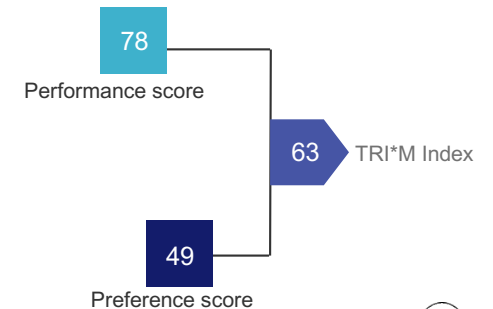 78
Performance score
63
TRI*M Index
49
Preference score